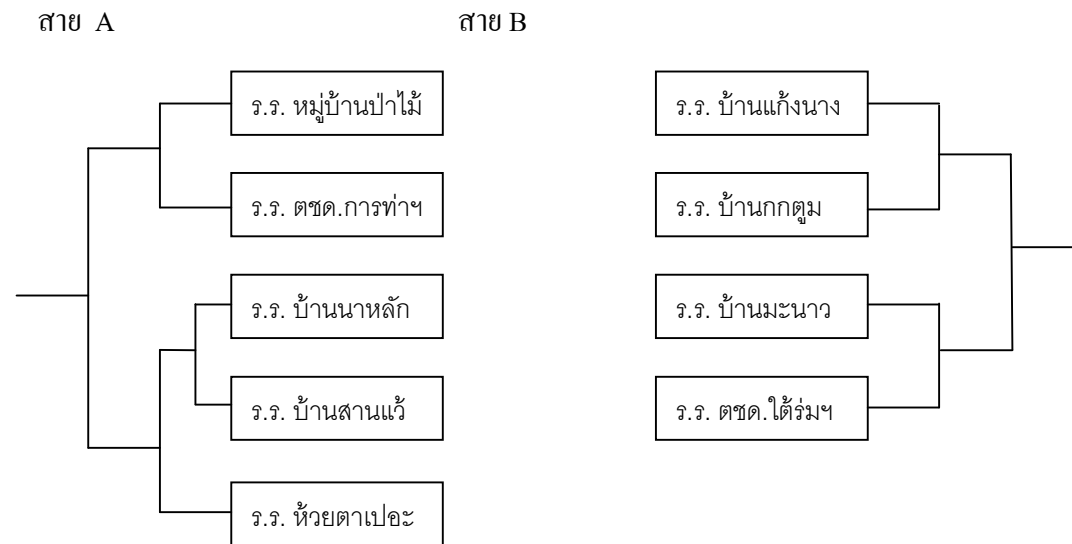 สาย A
สาย B
ร.ร. หมู่บ้านป่าไม้
ร.ร. ตชด.การท่าฯ
ร.ร. บ้านนาหลัก
ร.ร. บ้านสานแว้
ร.ร. ห้วยตาเปอะ
ร.ร. บ้านแก้งนาง
ร.ร. บ้านกกตูม
ร.ร. บ้านมะนาว
ร.ร. ตชด.ใต้ร่มฯ